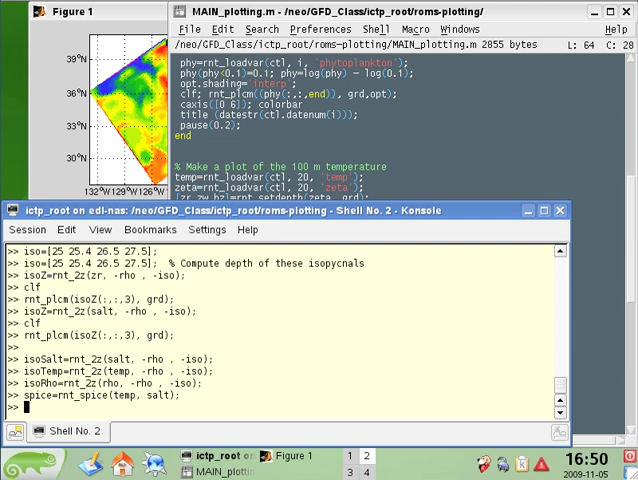 Figure 1
39°N
36°N
33°N
30°N
132°W 129°W 126°W
MAIN_plotting.m - /neo/GFD_Class/ictp_root/roms-plotting/
File Edit Search Preferences Shell Macro Windows
/neo/GFD_Class/ictp_root/roms-plotting/MAIN_plotting.m 2855 bytes L: 64 C: 28
phy=rnt_loadvar(ctl, i, 'phytoplankton');
phy(phy<0.1)=0.1; phy=log(phy) - log(0.1);
opt.shading='interp';
clf; rnt_plcm((phy(:,:,end)), grd,opt);
caxis([0 6]); colorbar
title (datestr(ctl.datenum(i)));
pause(0.2);
end
% Make a plot of the 100 m temperature
temp=rnt_loadvar(ctl, 20, 'temp');
zeta=rnt_loadvar(ctl, 20, 'zeta');
[zr,zw,hz]=rnt_setdepth(zeta, grd);
ictp_root on edl-nas: /neo/GFD_Class/ictp_root/roms-plotting - Shell No. 2 - Konsole
Session Edit View Bookmarks Settings Help
>> iso=[25 25.4 26.5 27.5];
>> iso=[25 25.4 26.5 27.5]; % Compute depth of these isopycnals
>> isoZ=rnt_2z(zr, -rho , -iso);
>> clf
>> rnt_plcm(isoZ(:,:,3), grd);
>> isoZ=rnt_2z(salt, -rho , -iso);
>> clf
>> rnt_plcm(isoZ(:,:,3), grd);
>>
>> isoSalt=rnt_2z(salt, -rho , -iso);
>> isoTemp=rnt_2z(temp, -rho , -iso);
>> isoRho=rnt_2z(rho, -rho , -iso);
>> spice=rnt_spice(temp, salt);
>>
Shell No. 2
ictp_root on Figure 1 1 2
MAIN_plottin 3 4
16:50
2009-11-05